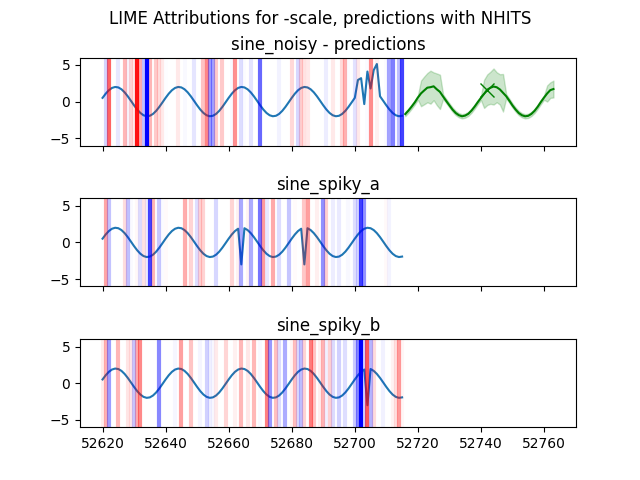 LIME Attributions for -scale, predictions with NHITS
sine_noisy - predictions
5
0
−5
sine_spiky_a
5
0
−5
sine_spiky_b
5
0
−5
52620 52640 52660 52680 52700 52720 52740 52760